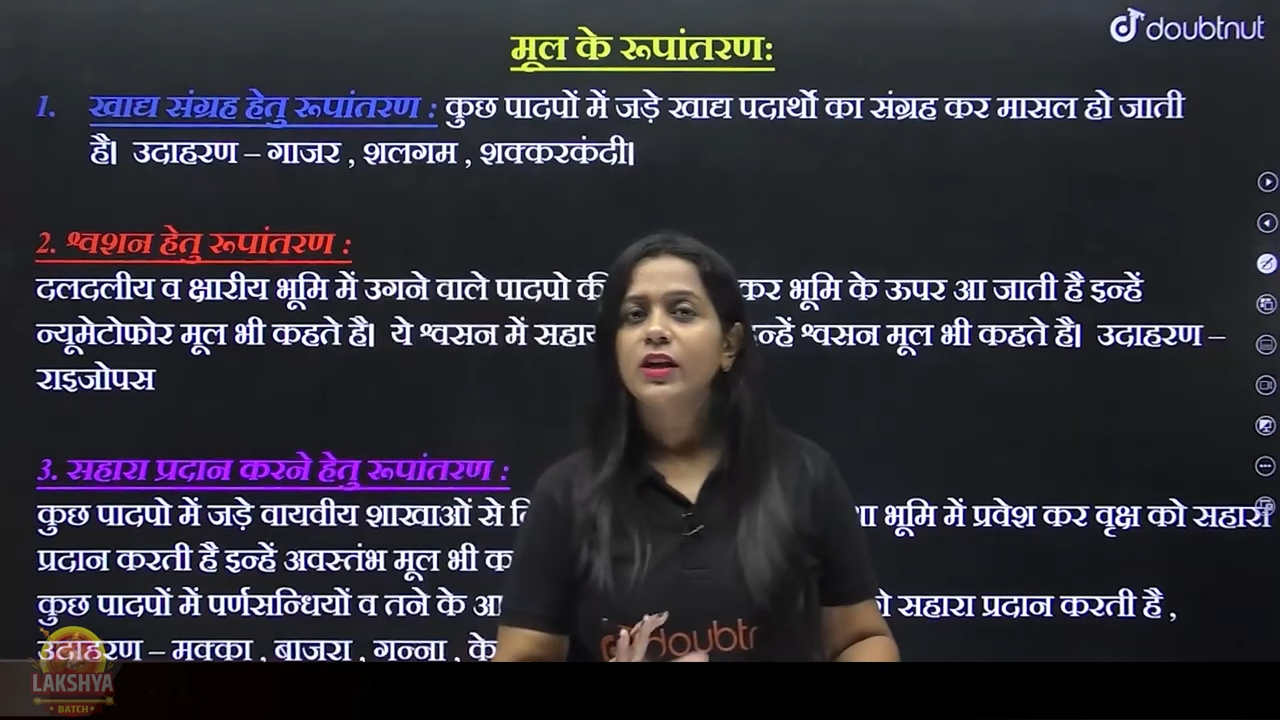 doubtnut
मूल के रूपांतरण:
1. खाद्य संग्रह हेतु रूपांतरण : कुछ पादपों में जड़े खाद्य पदार्थो का संग्रह कर मासल हो जाती
है। उदाहरण – गाजर , शलगम , शक्करकंदी।
2. श्वशन हेतु रूपांतरण :
दलदलीय व क्षारीय भूमि में उगने वाले पादपो कर भूमि के ऊपर आ जाती है इन्हें
न्यूमेटोफोर मूल भी कहते है। ये श्वसन में इन्हें श्वसन मूल भी कहते है। उदाहरण –
राइजोपस
3. सहारा प्रदान करने हेतु रूपांतरण :
कुछ पादपो में जड़े वायवीय शाखाओं से भूमि में प्रवेश कर वृक्ष को सहारा
प्रदान करती है इन्हें अवस्तंभ मूल भी
कुछ पादपों में पर्णसन्धियों व तने के सहारा प्रदान करती है ,
उदाहरण – मक्का , बाजरा , गन्ना ,
doubtn
LAKSHYA
BATCH